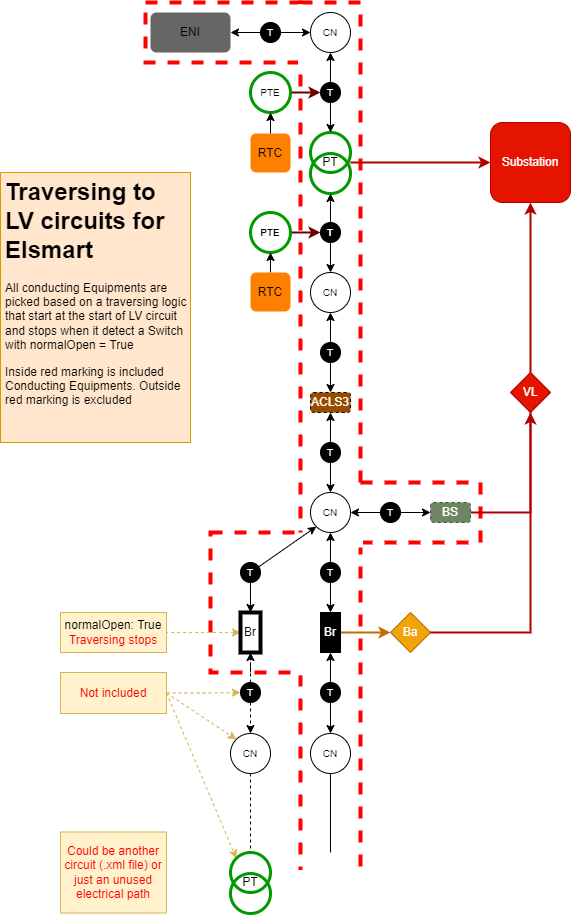 ENI
T
CN
PTE
T
RTC
PT
Substation
Traversing to
LV circuits for
Elsmart
All conducting Equipments are
picked based on a traversing logic
that start at the start of LV circuit
and stops when it detect a Switch
with normalOpen = True
Inside red marking is included
Conducting Equipments. Outside
red marking is excluded
PTE
T
RTC
CN
T
ACLS3
VL
T
CN
T
BS
T
T
normalOpen: True
Traversing stops
Br
Br
Ba
Not included
T
T
CN
CN
Could be another
circuit (.xml file) or
just an unused
electrical path
PT